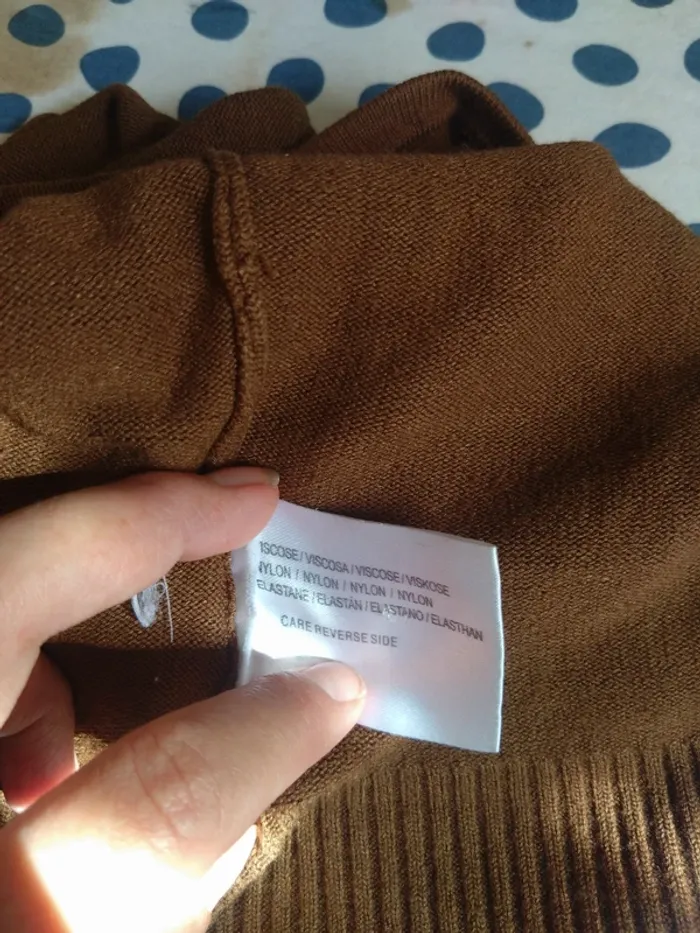 ISCOSE / VISCOSA / VISCOSE / VISKOSE
NYLON / NYLON / NYLON / NYLON
ELASTANE / ELASTÁN / ELASTANO / ELASTHAN
CARE REVERSE SIDE